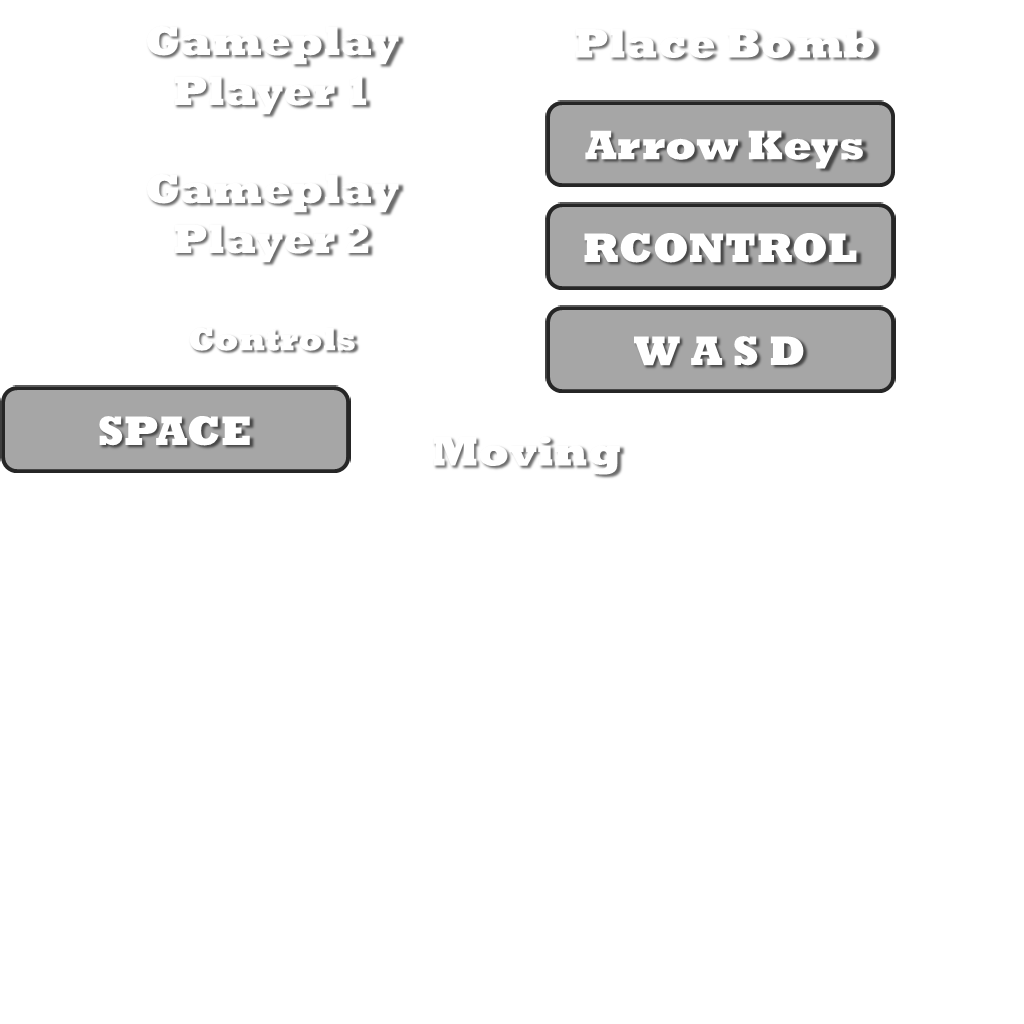 Gameplay
Player 1
Place Bomb
Arrow Keys
Gameplay
Player 2
RCONTROL
Controls
W A S D
SPACE
Moving